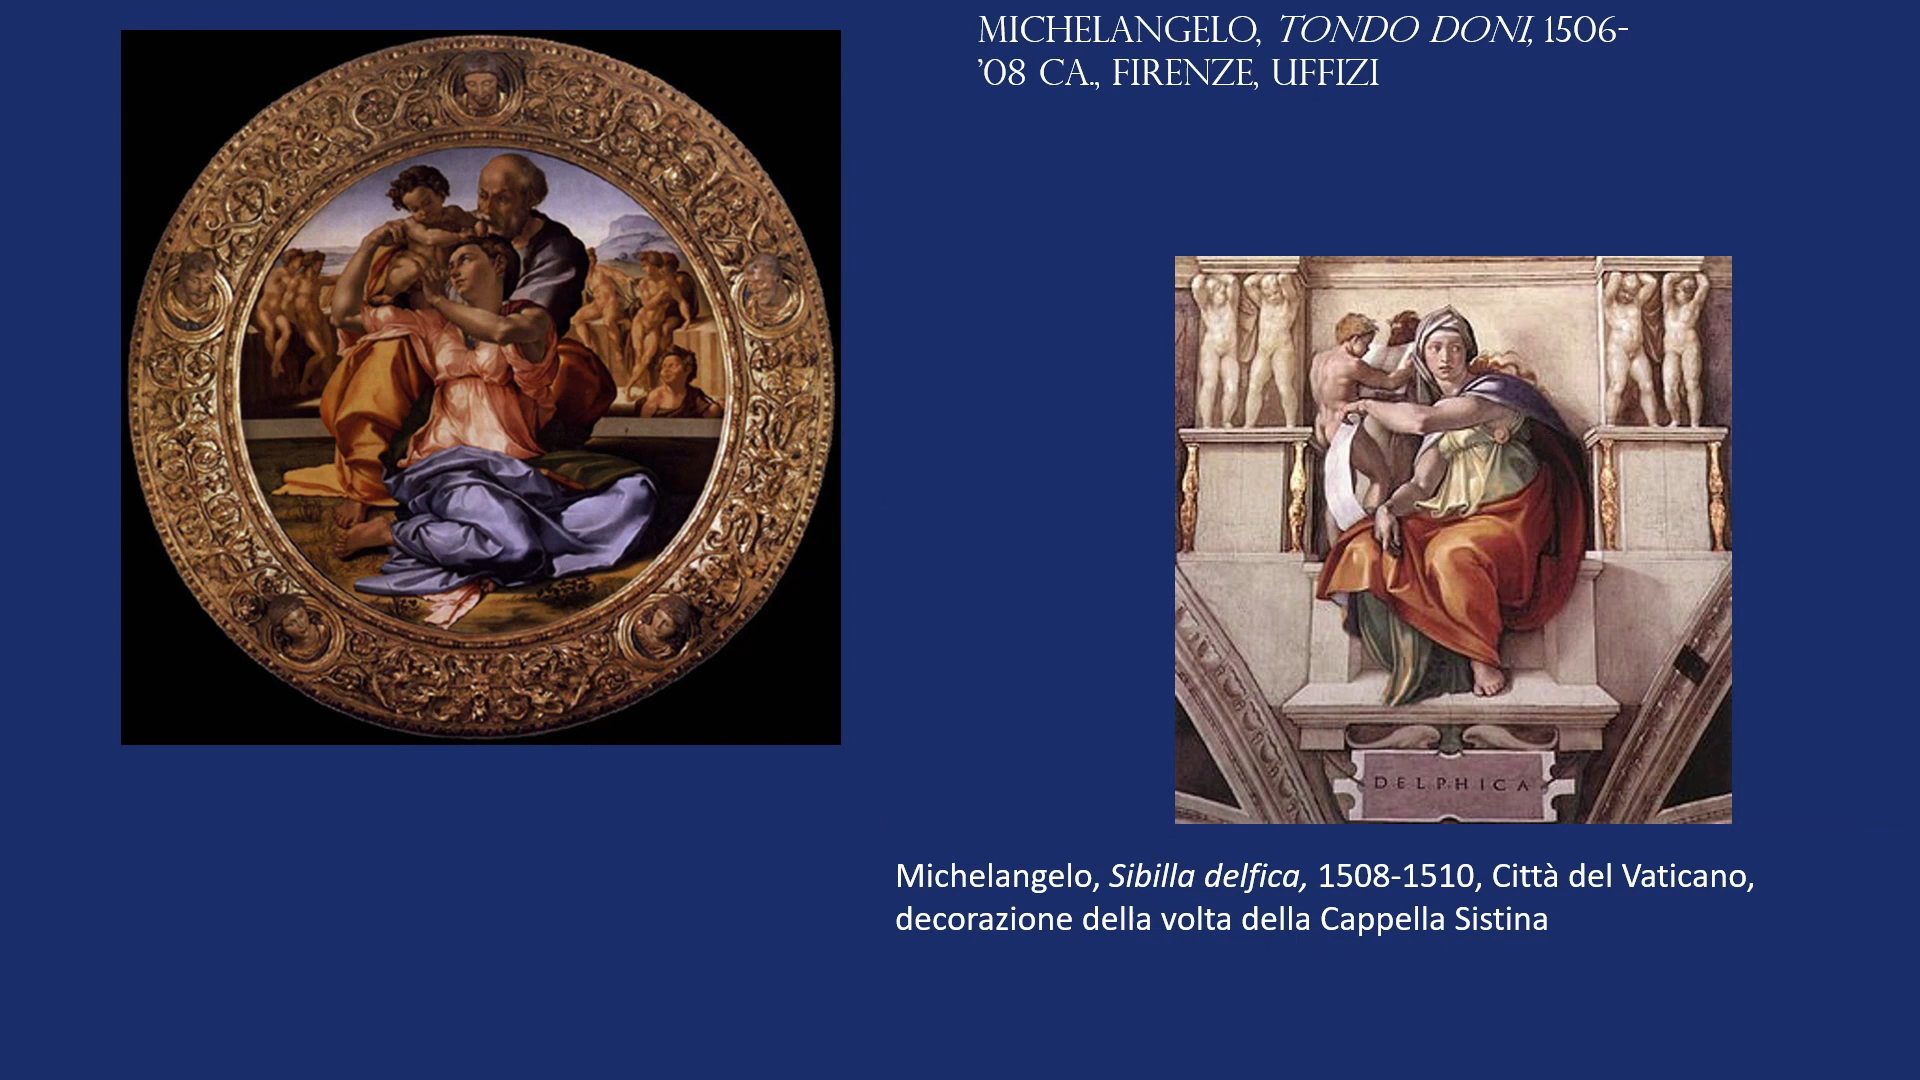 MICHELANGELO, TONDO DONI, 1506-
'08 CA., FIRENZE, UFFIZI
DELPHICA
Michelangelo, Sibilla delfica, 1508-1510, Città del Vaticano,
decorazione della volta della Cappella Sistina